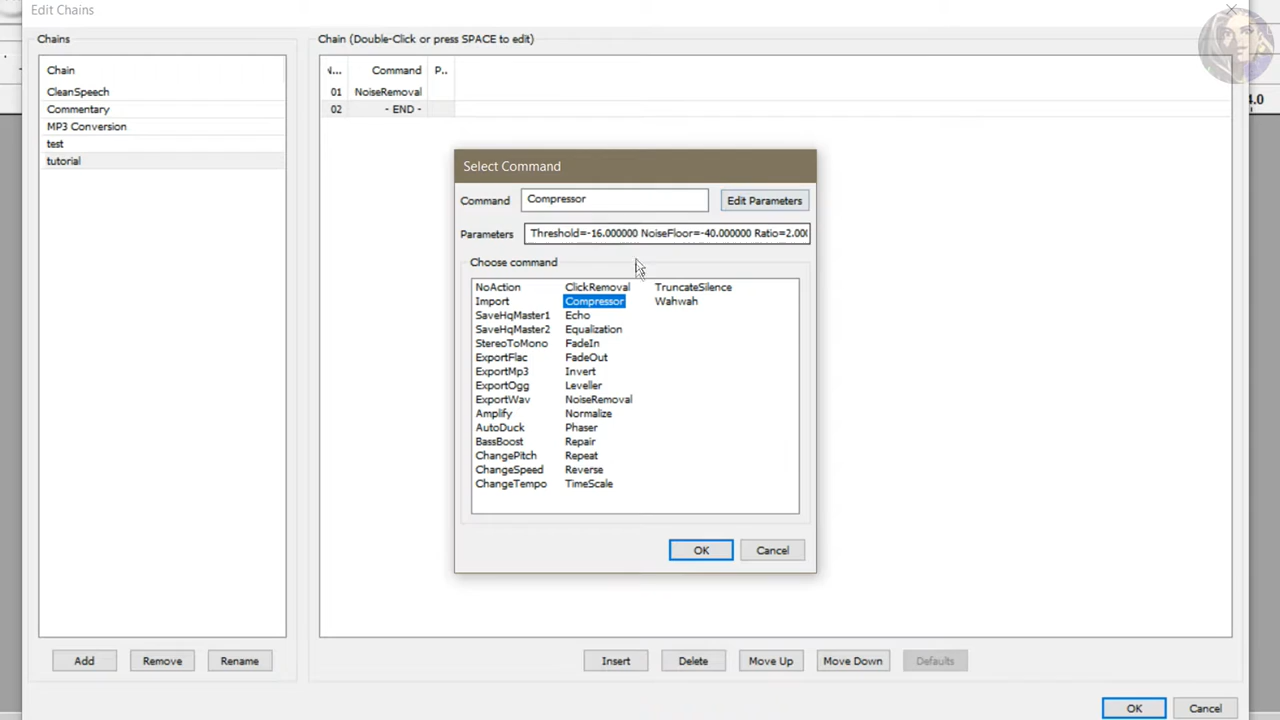 Edit Chains
Chains
Chain
CleanSpeech
Commentary
MP3 Conversion
test
tutorial
Add
Remove
Rename
Chain (Double-Click or press SPACE to edit)
Command P..
01 NoiseRemoval
02 - END -
Select Command
Command Compressor Edit Parameters
Parameters Threshold=-16.000000 NoiseFloor=-40.000000 Ratio=2.000
Choose command
NoAction ClickRemoval TruncateSilence
Import Compressor Wahwah
SaveHqMaster1 Echo
SaveHqMaster2 Equalization
StereoToMono FadeIn
ExportFlac FadeOut
ExportMp3 Invert
ExportOgg Leveller
ExportWav NoiseRemoval
Amplify Normalize
AutoDuck Phaser
BassBoost Repair
ChangePitch Repeat
ChangeSpeed Reverse
ChangeTempo TimeScale
OK Cancel
Insert Delete Move Up Move Down Defaults
OK Cancel
4.0